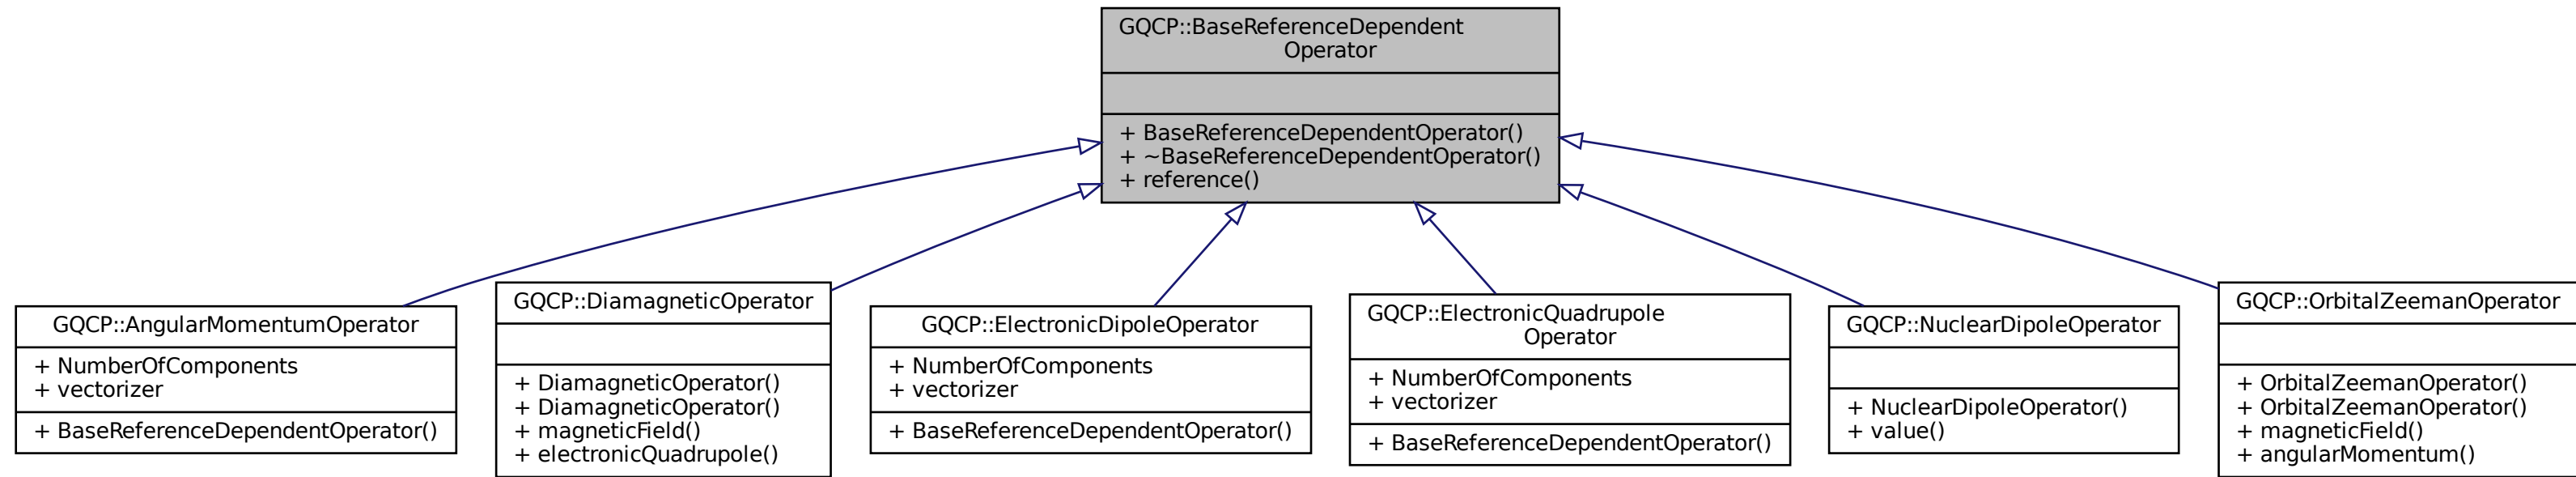 GQCP::BaseReferenceDependent
Operator
+ BaseReferenceDependentOperator()
+ ~BaseReferenceDependentOperator()
+ reference()
GQCP::AngularMomentumOperator
+ NumberOfComponents
+ vectorizer
+ BaseReferenceDependentOperator()
GQCP::DiamagneticOperator
+ DiamagneticOperator()
+ DiamagneticOperator()
+ magneticField()
+ electronicQuadrupole()
GQCP::ElectronicDipoleOperator
+ NumberOfComponents
+ vectorizer
+ BaseReferenceDependentOperator()
GQCP::ElectronicQuadrupole
Operator
+ NumberOfComponents
+ vectorizer
+ BaseReferenceDependentOperator()
GQCP::NuclearDipoleOperator
+ NuclearDipoleOperator()
+ value()
GQCP::OrbitalZeemanOperator
+ OrbitalZeemanOperator()
+ OrbitalZeemanOperator()
+ magneticField()
+ angularMomentum()